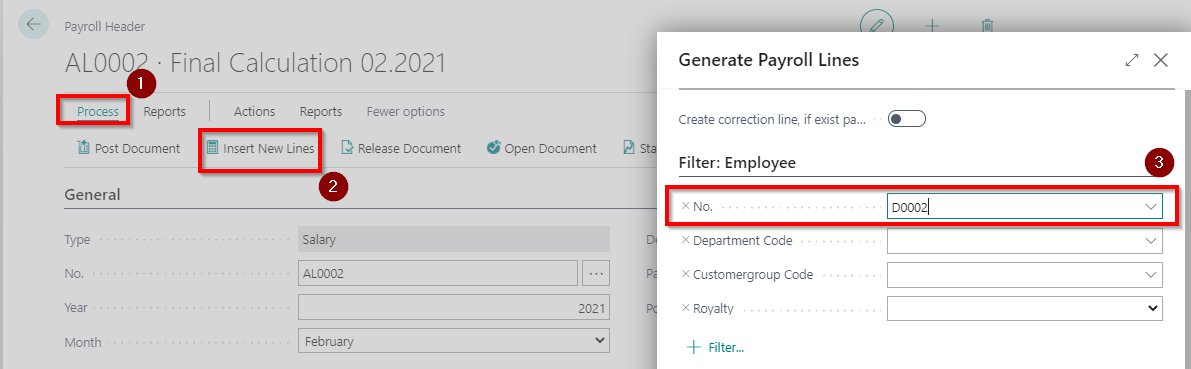 Payroll Header
AL0002 · Final Calculation 02.2021
1
Process Reports Actions Reports Fewer options
Post Document Insert New Lines Release Document Open Document Sta
2
General
Type Salary De
No. AL0002 ... Pa
Year 2021 Po
Month February
Generate Payroll Lines
Create correction line, if exist pa...
Filter: Employee
3
No. D0002
Department Code
Customergroup Code
Royalty
Filter...